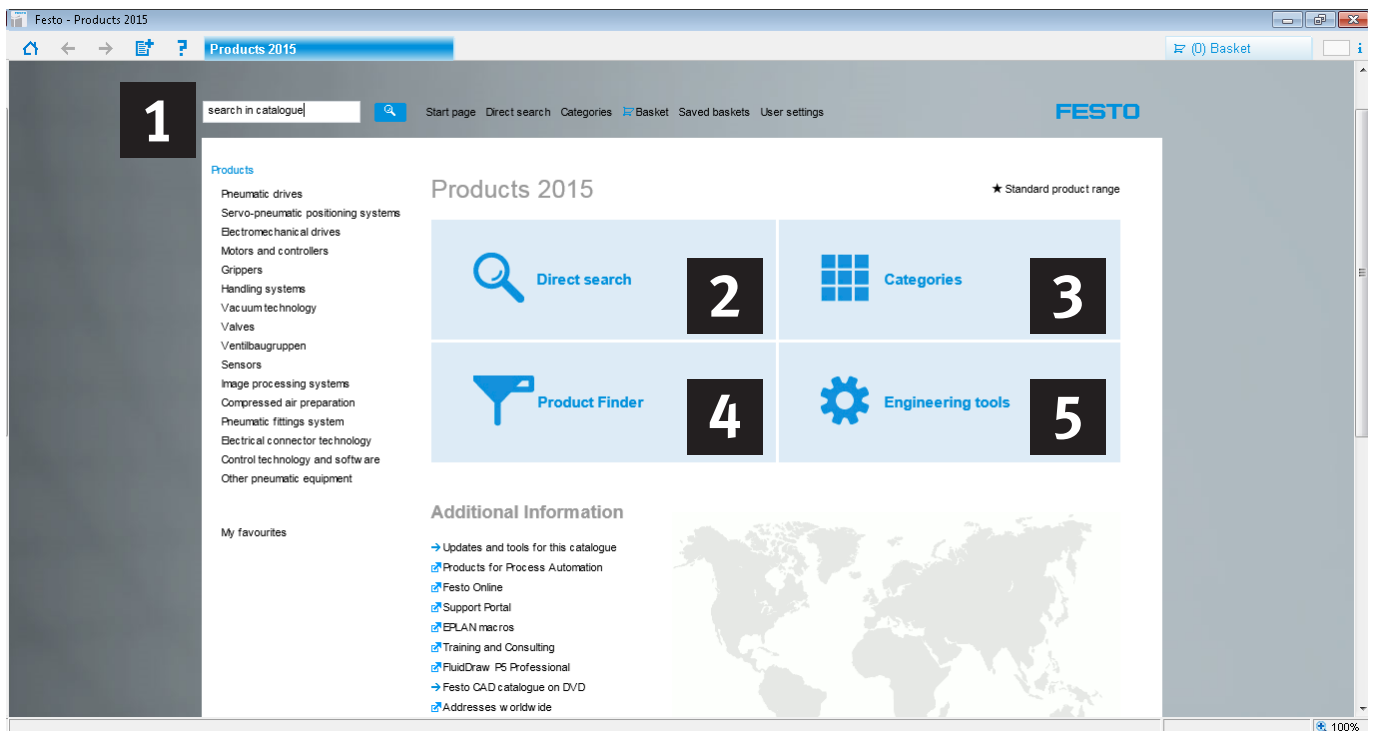 Festo - Products 2015
Products 2015
(0) Basket
i
1
search in catalogue
Start page Direct search Categories Basket Saved baskets User settings
FESTO
Products
Pneumatic drives
Servo-pneumatic positioning systems
Electromechanical drives
Motors and controllers
Grippers
Handling systems
Vacuum technology
Valves
Ventilbaugruppen
Sensors
Image processing systems
Compressed air preparation
Pneumatic fittings system
Electrical connector technology
Control technology and software
Other pneumatic equipment
My favourites
Products 2015
★ Standard product range
Direct search
2
Categories
3
Product Finder
4
Engineering tools
5
Additional Information
Updates and tools for this catalogue
Products for Process Automation
Festo Online
Support Portal
EPLAN macros
Training and Consulting
FluidDraw P5 Professional
Festo CAD catalogue on DVD
Addresses worldwide
100%